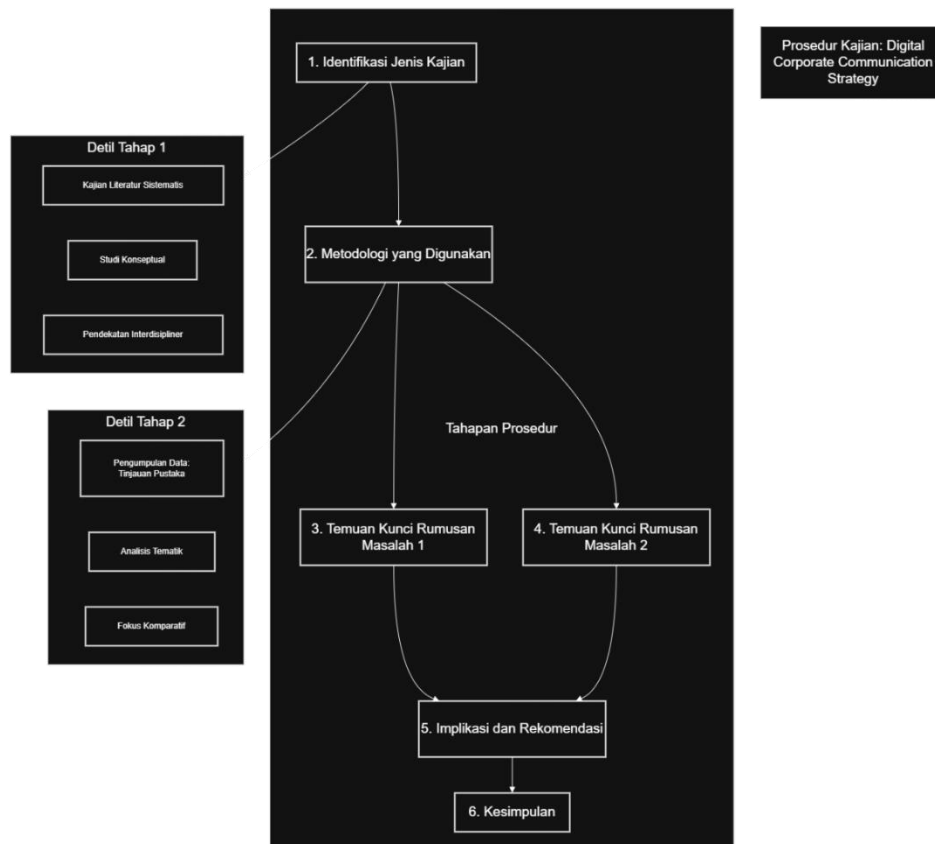 1. Identifikasi Jenis Kajian
Prosedur Kajian: Digital
Corporate Communication
Strategy
Detil Tahap 1
Kajian Literatur Sistematis
Studi Konseptual
Pendekatan Interdisipliner
2. Metodologi yang Digunakan
Detil Tahap 2
Pengumpulan Data:
Tinjauan Pustaka
Analisis Tematik
Fokus Komparatif
Tahapan Prosedur
3. Temuan Kunci Rumusan
Masalah 1
4. Temuan Kunci Rumusan
Masalah 2
5. Implikasi dan Rekomendasi
6. Kesimpulan